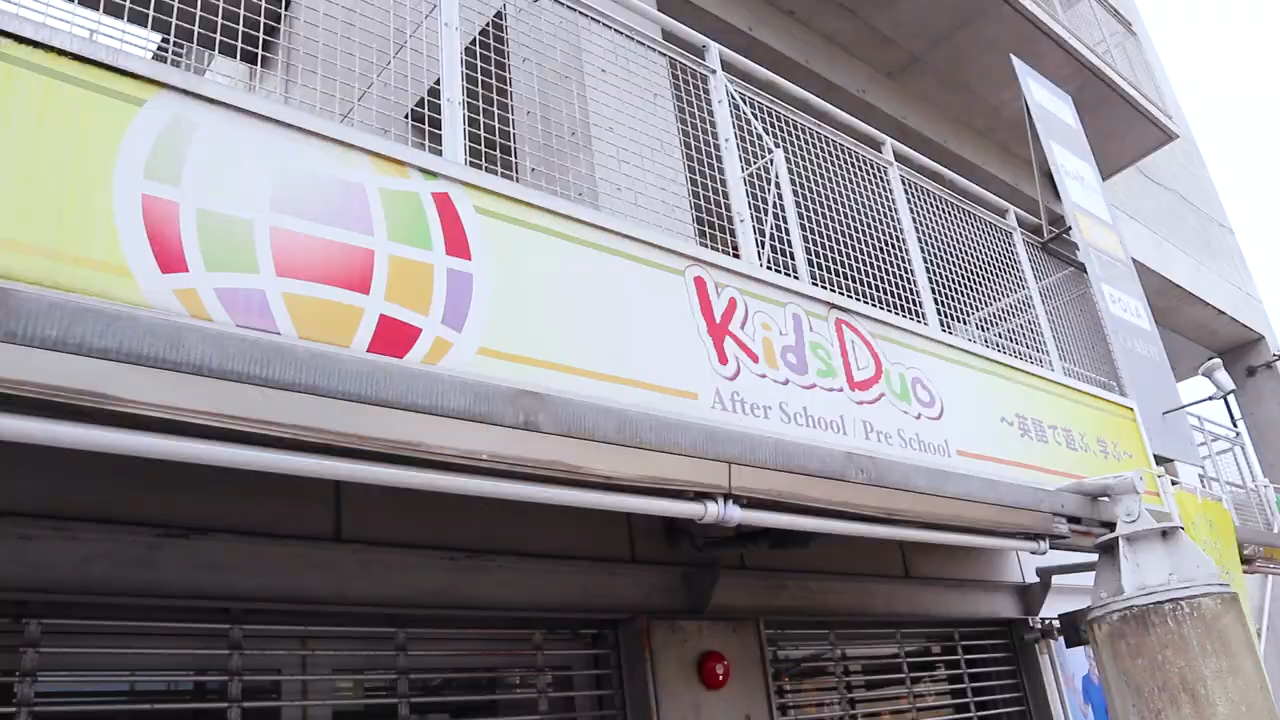 KidsDuo
After School / Pre School
～英語で遊ぶ、学ぶ～
POLA